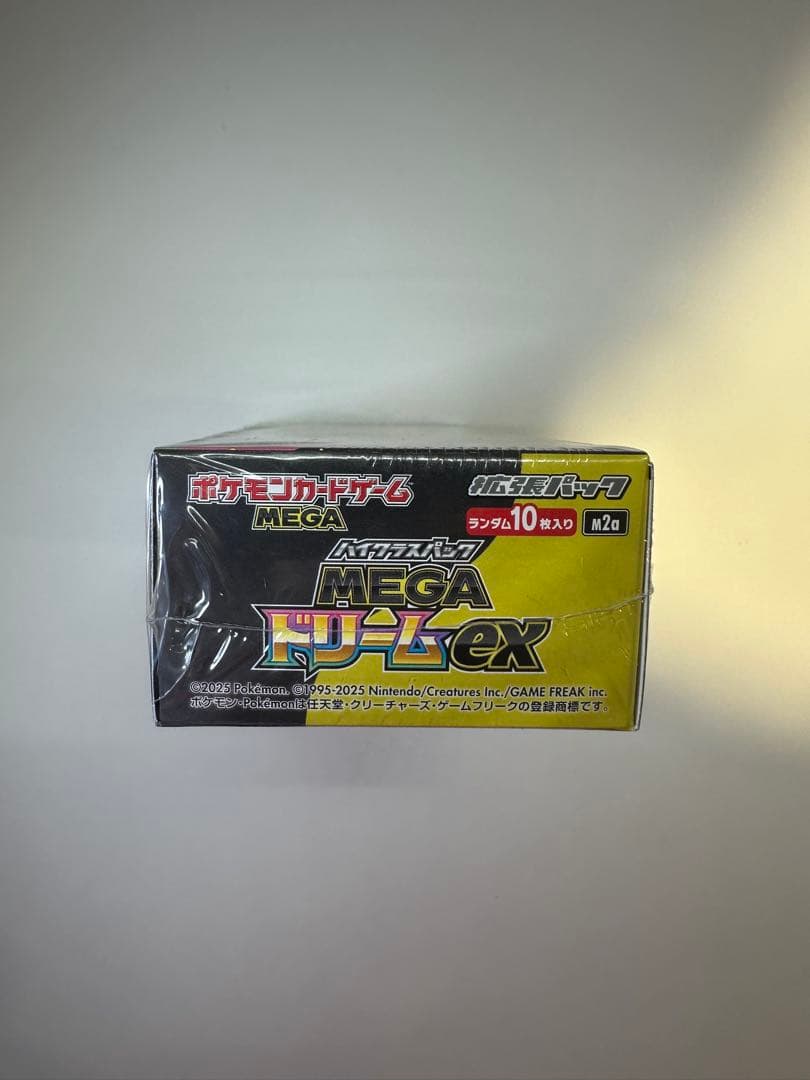 ポケモンカードゲーム
MEGA
拡張パック
ランダム10枚入り M2a
ハイクラスパック
MEGA
ドリームex
©2025 Pokémon. ©1995-2025 Nintendo/Creatures Inc./GAME FREAK inc.
ポケモン・Pokémonは任天堂・クリーチャーズ・ゲームフリークの登録商標です。